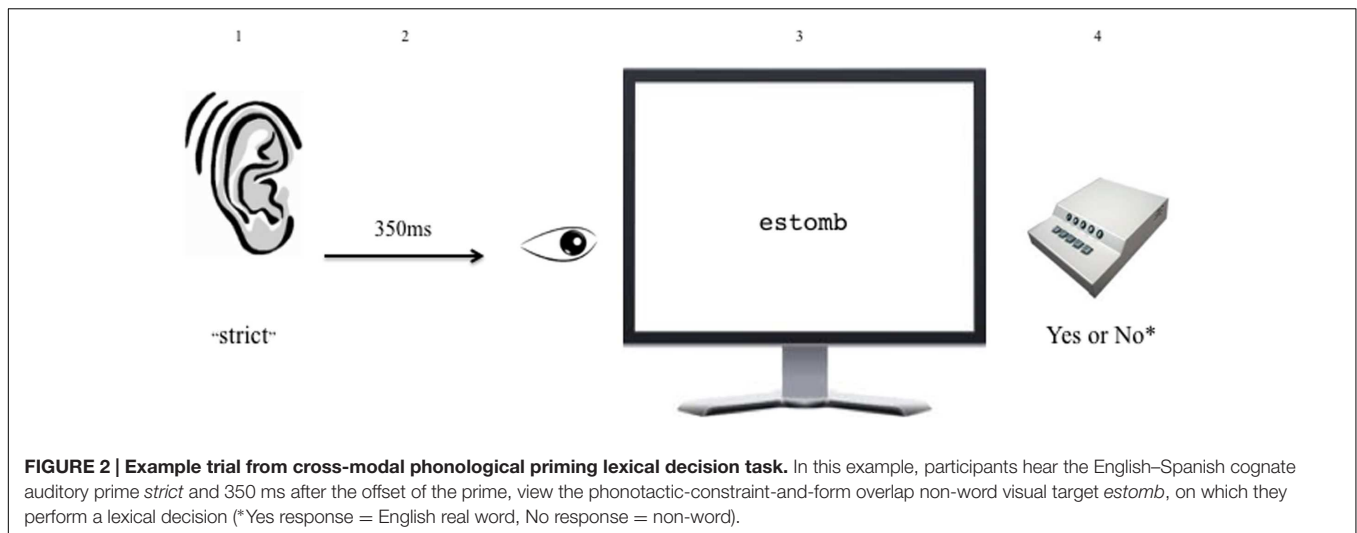 1 2 3 4
350ms
estomb
"strict"
Yes or No*
FIGURE 2 | Example trial from cross-modal phonological priming lexical decision task. In this example, participants hear the English–Spanish cognate
auditory prime strict and 350 ms after the offset of the prime, view the phonotactic-constraint-and-form overlap non-word visual target estomb, on which they
perform a lexical decision (*Yes response = English real word, No response = non-word).